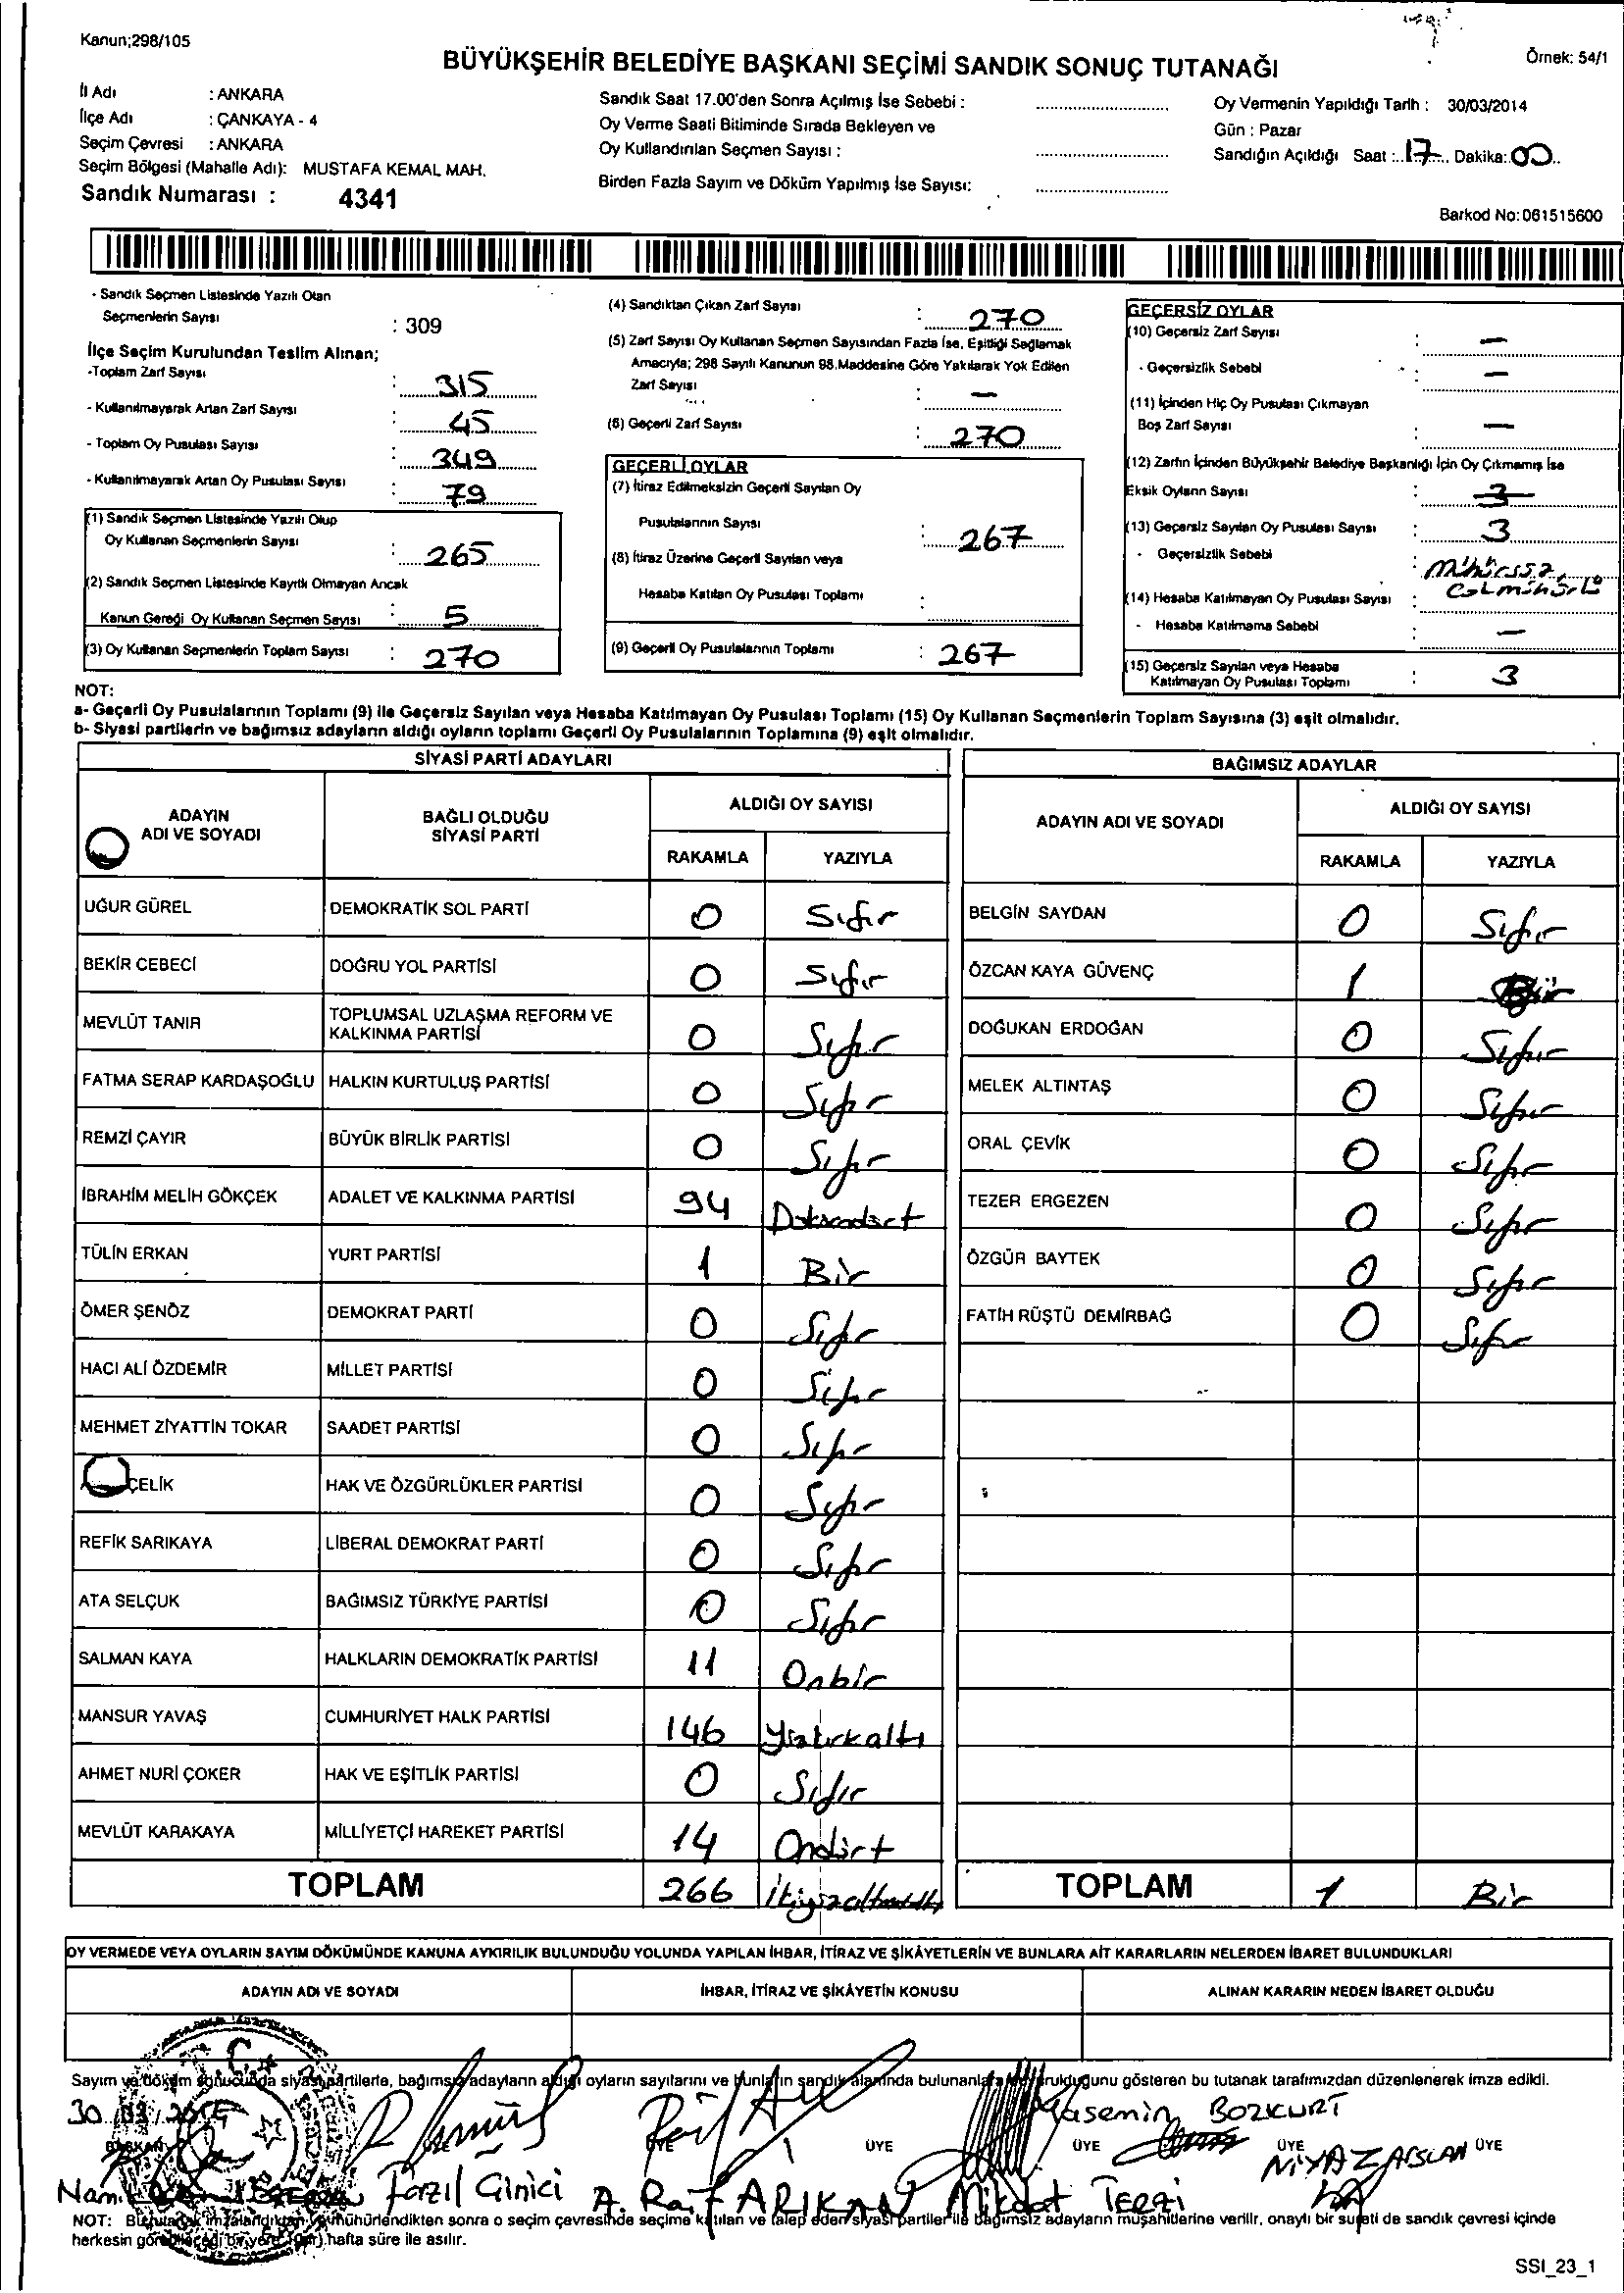 Kanun;298/105
BÜYÜKŞEHİR BELEDİYE BAŞKANI SEÇİMİ SANDIK SONUÇ TUTANAĞI
Örnek: 54/1
İl Adı : ANKARA
İlçe Adı : ÇANKAYA - 4
Seçim Çevresi : ANKARA
Seçim Bölgesi (Mahalle Adı): MUSTAFA KEMAL MAH.
Sandık Numarası : 4341
Sandık Saat 17.00'den Sonra Açılmış İse Sebebi :
Oy Verme Saati Bitiminde Sırada Bekleyen ve
Oy Kullandırılan Seçmen Sayısı :
Birden Fazla Sayım ve Döküm Yapılmış İse Sayısı:
Oy Vermenin Yapıldığı Tarih : 30/03/2014
Gün : Pazar
Sandığın Açıldığı Saat : 17 Dakika: 00
Barkod No:061515600
- Sandık Seçmen Listesinde Yazılı Olan
Seçmenlerin Sayısı : 309
İlçe Seçim Kurulundan Teslim Alınan;
-Toplam Zarf Sayısı : 315
- Kullanılmayarak Artan Zarf Sayısı : 45
- Toplam Oy Pusulası Sayısı : 349
- Kullanılmayarak Artan Oy Pusulası Sayısı : 79
(1) Sandık Seçmen Listesinde Yazılı Olup
Oy Kullanan Seçmenlerin Sayısı : 265
(2) Sandık Seçmen Listesinde Kayıtlı Olmayan Ancak
Kanun Gereği Oy Kullanan Seçmen Sayısı : 5
(3) Oy Kullanan Seçmenlerin Toplam Sayısı : 270
(4) Sandıktan Çıkan Zarf Sayısı : 270
(5) Zarf Sayısı Oy Kullanan Seçmen Sayısından Fazla İse, Eşitliği Sağlamak
Amacıyla; 298 Sayılı Kanunun 98.Maddesine Göre Yakılarak Yok Edilen
Zarf Sayısı : —
(6) Geçerli Zarf Sayısı : 270
GEÇERLİ OYLAR
(7) İtiraz Edilmeksizin Geçerli Sayılan Oy
Pusulalarının Sayısı : 267
(8) İtiraz Üzerine Geçerli Sayılan veya
Hesaba Katılan Oy Pusulası Toplamı :
(9) Geçerli Oy Pusulalarının Toplamı : 267
GEÇERSİZ OYLAR
(10) Geçersiz Zarf Sayısı : —
- Geçersizlik Sebebi : —
(11) İçinden Hiç Oy Pusulası Çıkmayan
Boş Zarf Sayısı : —
(12) Zarfın İçinden Büyükşehir Belediye Başkanlığı İçin Oy Çıkmamış İse
Eksik Oyların Sayısı : 3
(13) Geçersiz Sayılan Oy Pusulası Sayısı : 3
- Geçersizlik Sebebi :
(14) Hesaba Katılmayan Oy Pusulası Sayısı :
- Hesaba Katılmama Sebebi : —
(15) Geçersiz Sayılan veya Hesaba
Katılmayan Oy Pusulası Toplamı : 3
NOT:
a- Geçerli Oy Pusulalarının Toplamı (9) ile Geçersiz Sayılan veya Hesaba Katılmayan Oy Pusulası Toplamı (15) Oy Kullanan Seçmenlerin Toplam Sayısına (3) eşit olmalıdır.
b- Siyasi partilerin ve bağımsız adayların aldığı oyların toplamı Geçerli Oy Pusulalarının Toplamına (9) eşit olmalıdır.
SİYASİ PARTİ ADAYLARI
ADAYIN ADI VE SOYADI BAĞLI OLDUĞU SİYASİ PARTİ ALDIĞI OY SAYISI
RAKAMLA YAZIYLA
UĞUR GÜREL DEMOKRATİK SOL PARTİ 0 Sıfır
BEKİR CEBECİ DOĞRU YOL PARTİSİ 0 Sıfır
MEVLÜT TANIR TOPLUMSAL UZLAŞMA REFORM VE KALKINMA PARTİSİ 0 Sıfır
FATMA SERAP KARDAŞOĞLU HALKIN KURTULUŞ PARTİSİ 0 Sıfır
REMZİ ÇAYIR BÜYÜK BİRLİK PARTİSİ 0 Sıfır
İBRAHİM MELİH GÖKÇEK ADALET VE KALKINMA PARTİSİ 94
TÜLİN ERKAN YURT PARTİSİ 1 Bir
ÖMER ŞENÖZ DEMOKRAT PARTİ 0 Sıfır
HACI ALİ ÖZDEMİR MİLLET PARTİSİ 0 Sıfır
MEHMET ZİYATTİN TOKAR SAADET PARTİSİ 0 Sıfır
ÇELİK HAK VE ÖZGÜRLÜKLER PARTİSİ 0 Sıfır
REFİK SARIKAYA LİBERAL DEMOKRAT PARTİ 0 Sıfır
ATA SELÇUK BAĞIMSIZ TÜRKİYE PARTİSİ 0 Sıfır
SALMAN KAYA HALKLARIN DEMOKRATİK PARTİSİ 11 Onbir
MANSUR YAVAŞ CUMHURİYET HALK PARTİSİ 146
AHMET NURİ ÇOKER HAK VE EŞİTLİK PARTİSİ 0 Sıfır
MEVLÜT KARAKAYA MİLLİYETÇİ HAREKET PARTİSİ 14 Ondört
TOPLAM 266
BAĞIMSIZ ADAYLAR
ADAYIN ADI VE SOYADI ALDIĞI OY SAYISI
RAKAMLA YAZIYLA
BELGİN SAYDAN 0 Sıfır
ÖZCAN KAYA GÜVENÇ 1 Bir
DOĞUKAN ERDOĞAN 0 Sıfır
MELEK ALTINTAŞ 0 Sıfır
ORAL ÇEVİK 0 Sıfır
TEZER ERGEZEN 0 Sıfır
ÖZGÜR BAYTEK 0 Sıfır
FATİH RÜŞTÜ DEMİRBAĞ 0 Sıfır
TOPLAM 1 Bir
OY VERMEDE VEYA OYLARIN SAYIM DÖKÜMÜNDE KANUNA AYKIRILIK BULUNDUĞU YOLUNDA YAPILAN İHBAR, İTİRAZ VE ŞİKÂYETLERİN VE BUNLARA AİT KARARLARIN NELERDEN İBARET BULUNDUKLARI
ADAYIN ADI VE SOYADI İHBAR, İTİRAZ VE ŞİKÂYETİN KONUSU ALINAN KARARIN NEDEN İBARET OLDUĞU
Sayım ve döküm sonucunda siyasi partilerle, bağımsız adayların aldığı oyların sayılarını ve bunların sandık alanında bulunanlara duyurulduğunu gösteren bu tutanak tarafımızdan düzenlenerek imza edildi.
Yasemin BOZKURT
BAŞKAN ÜYE ÜYE ÜYE ÜYE ÜYE ÜYE
Fazıl Cinici A. Raif ARIKAN Mikdat TERZİ
NOT: Bu tutanak imzalandıktan ve mühürlendikten sonra o seçim çevresinde seçime katılan ve talep eden siyasi partiler ile bağımsız adayların müşahitlerine verilir, onaylı bir sureti de sandık çevresi içinde
herkesin görebileceği bir yere hafta süre ile asılır.
SSI_23_1